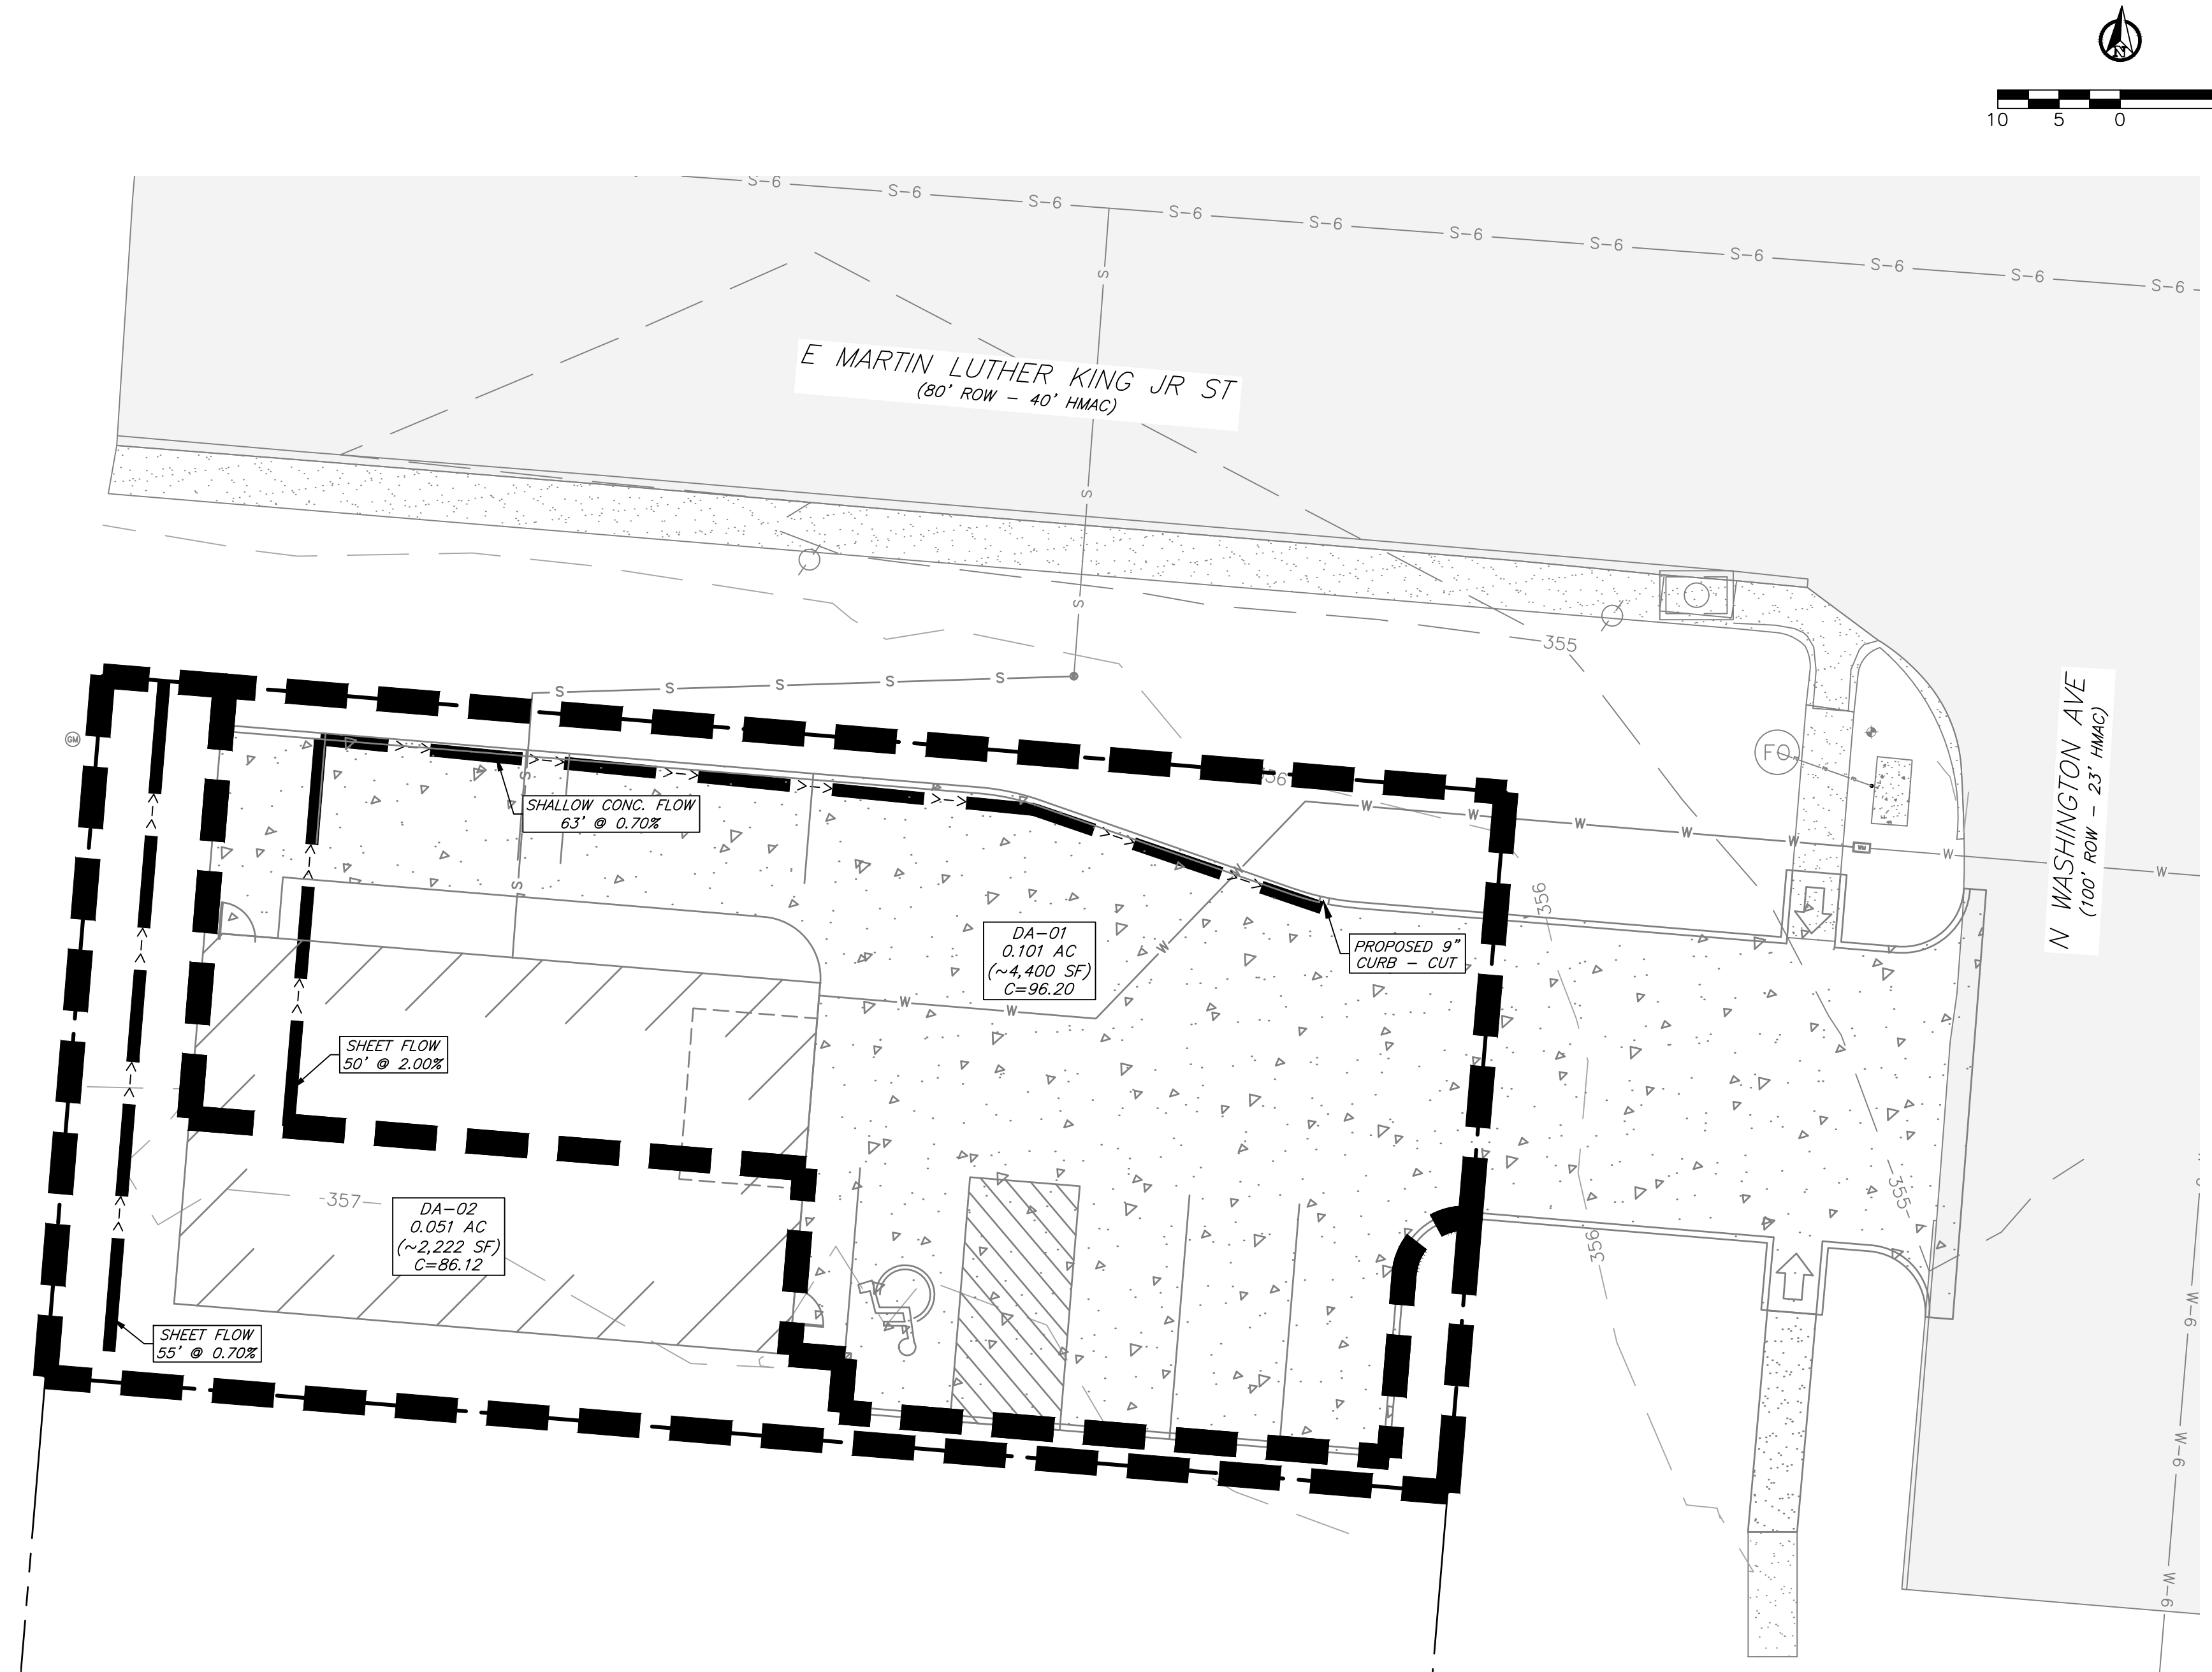 N
10 5 0
S-6 S-6 S-6 S-6 S-6 S-6 S-6 S-6 S-6 S-6 S-6
S
E MARTIN LUTHER KING JR ST
(80' ROW - 40' HMAC)
S
S
355
S S S S S
GM
FO
N WASHINGTON AVE
(100' ROW - 23' HMAC)
S
SHALLOW CONC. FLOW
63' @ 0.70%
56
W W W W W WM W W
W
S
356
DA-01
0.101 AC
(~4,400 SF)
C=96.20
PROPOSED 9"
CURB - CUT
W
W W
SHEET FLOW
50' @ 2.00%
357
DA-02
0.051 AC
(~2,222 SF)
C=86.12
355
356
SHEET FLOW
55' @ 0.70%
W-6
W-6
W-6